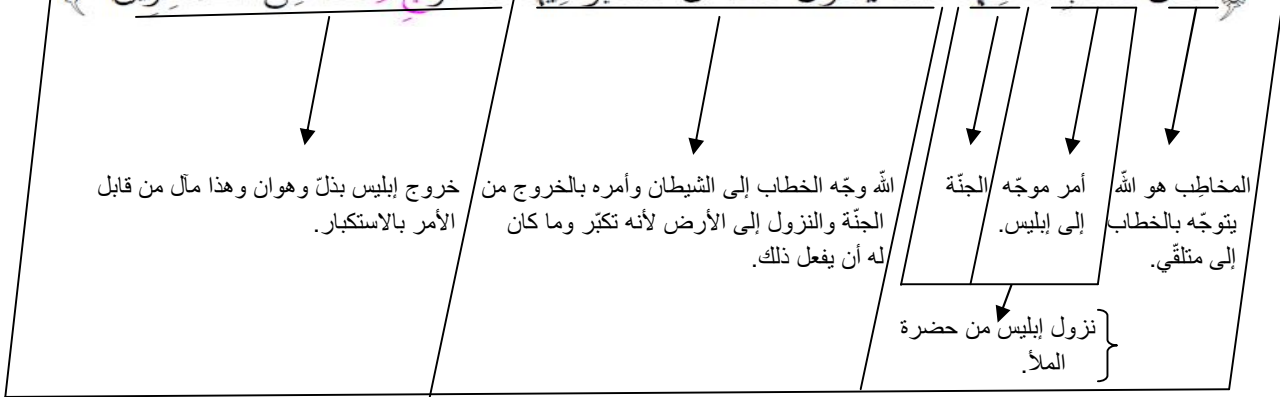 المخاطِب هو الله
يتوجّه بالخطاب
إلى متلقّي.
أمر موجّه
إلى إبليس.
الجنّة
نزول إبليس من حضرة
الملأ.
الله وجّه الخطاب إلى الشيطان وأمره بالخروج من
الجنّة والنزول إلى الأرض لأنه تكبّر وما كان
له أن يفعل ذلك.
خروج إبليس بذلّ وهوان وهذا مآل من قابل
الأمر بالاستكبار.